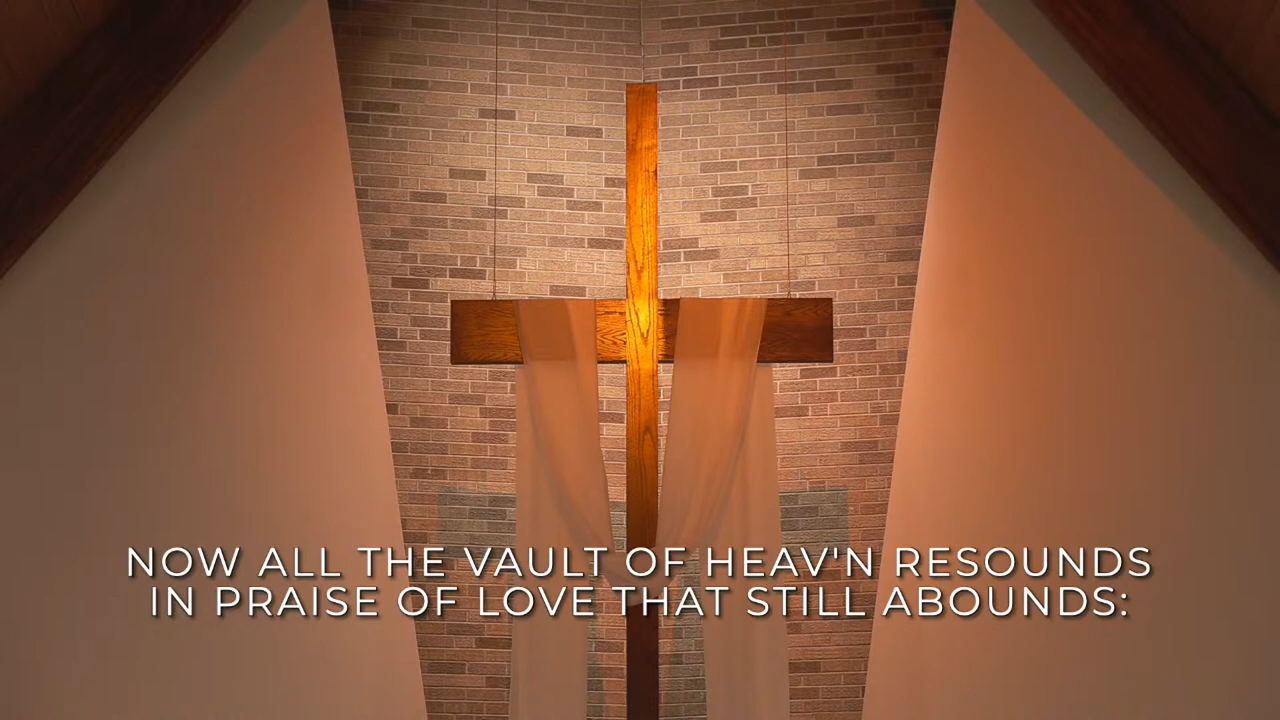 NOW ALL THE VAULT OF HEAV'N RESOUNDS
IN PRAISE OF LOVE THAT STILL ABOUNDS: